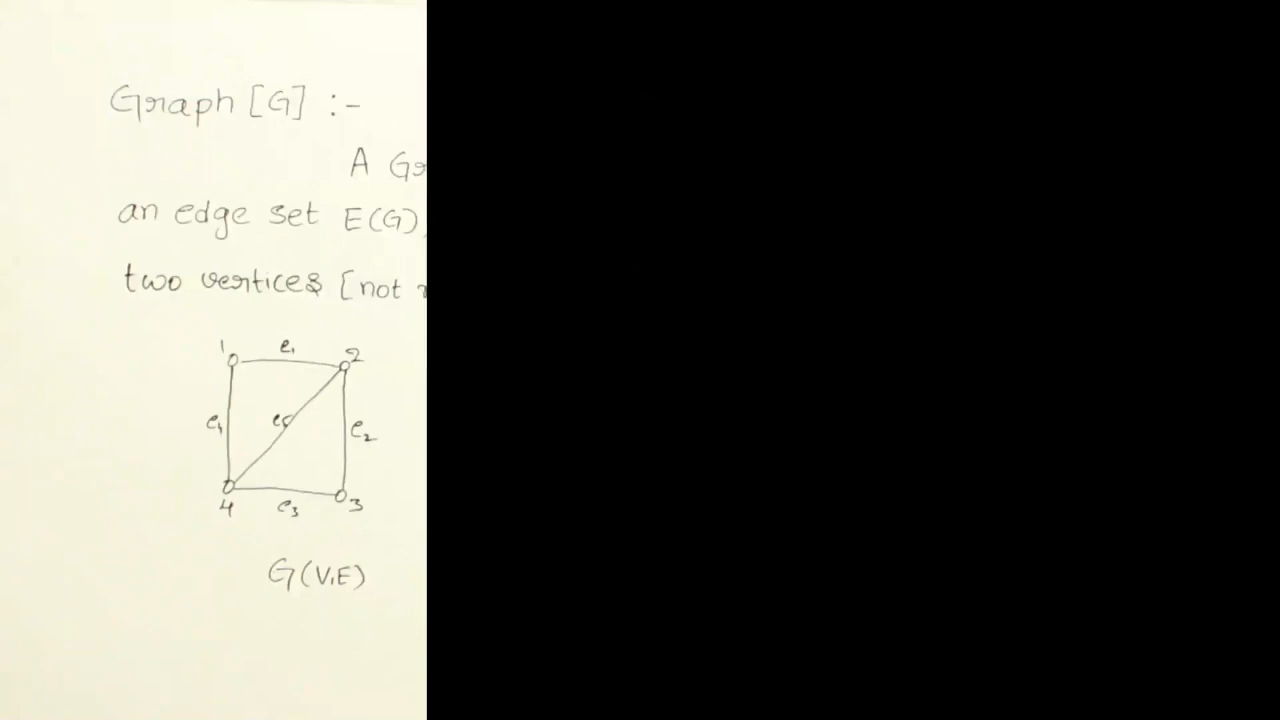 Graph [G] :-
A
an edge set E(G)
two vertices [not
1 e1 2
e4 e5 e2
4 e3 3
G(V,E)